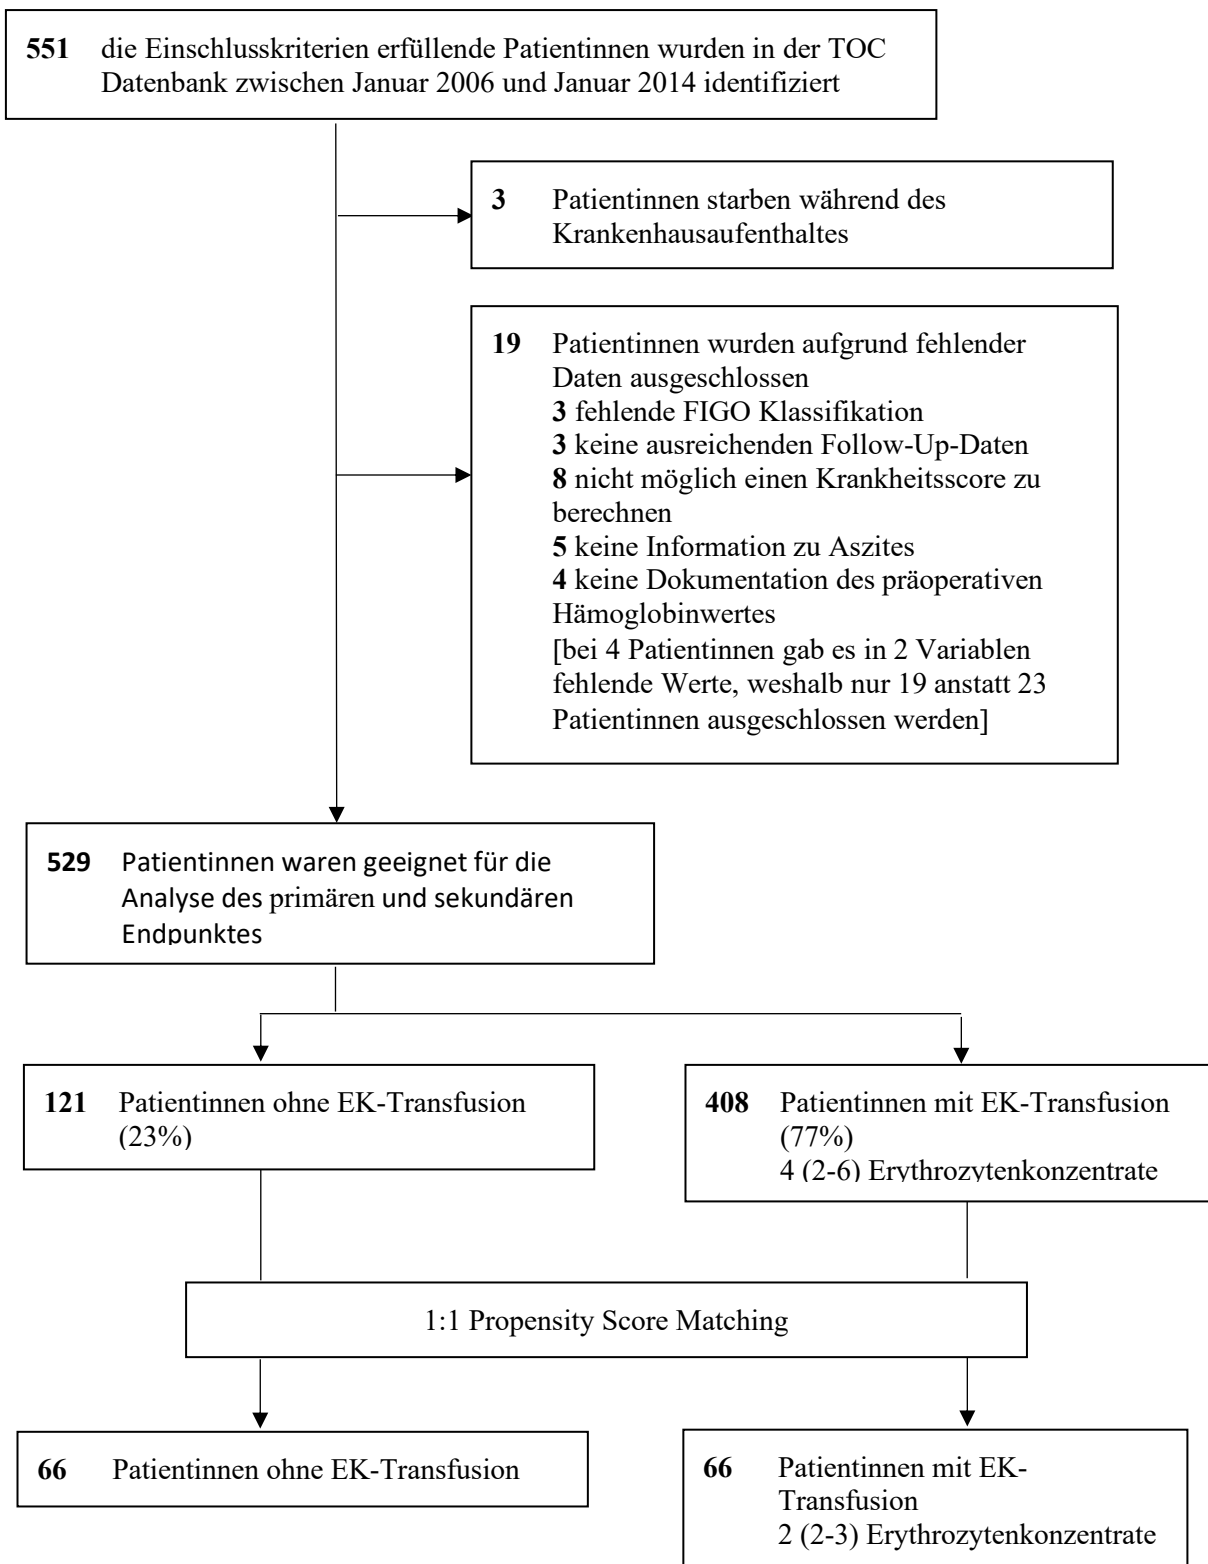 551 die Einschlusskriterien erfüllende Patientinnen wurden in der TOC
Datenbank zwischen Januar 2006 und Januar 2014 identifiziert
3 Patientinnen starben während des
Krankenhausaufenthaltes
19 Patientinnen wurden aufgrund fehlender
Daten ausgeschlossen
3 fehlende FIGO Klassifikation
3 keine ausreichenden Follow-Up-Daten
8 nicht möglich einen Krankheitsscore zu
berechnen
5 keine Information zu Aszites
4 keine Dokumentation des präoperativen
Hämoglobinwertes
[bei 4 Patientinnen gab es in 2 Variablen
fehlende Werte, weshalb nur 19 anstatt 23
Patientinnen ausgeschlossen werden]
529 Patientinnen waren geeignet für die
Analyse des primären und sekundären
Endpunktes
121 Patientinnen ohne EK-Transfusion
(23%)
408 Patientinnen mit EK-Transfusion
(77%)
4 (2-6) Erythrozytenkonzentrate
1:1 Propensity Score Matching
66 Patientinnen ohne EK-Transfusion
66 Patientinnen mit EK-
Transfusion
2 (2-3) Erythrozytenkonzentrate